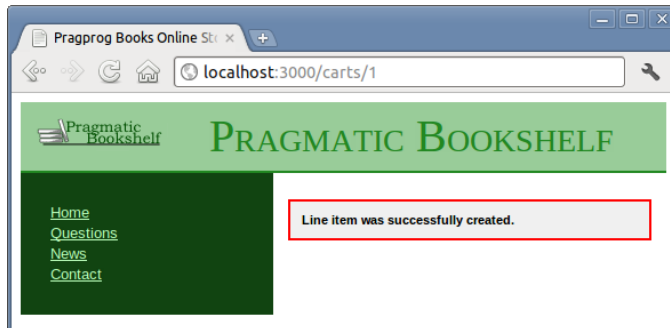 Pragprog Books Online Sto
localhost:3000/carts/1
Pragmatic
Bookshelf
PRAGMATIC BOOKSHELF
Home
Questions
News
Contact
Line item was successfully created.